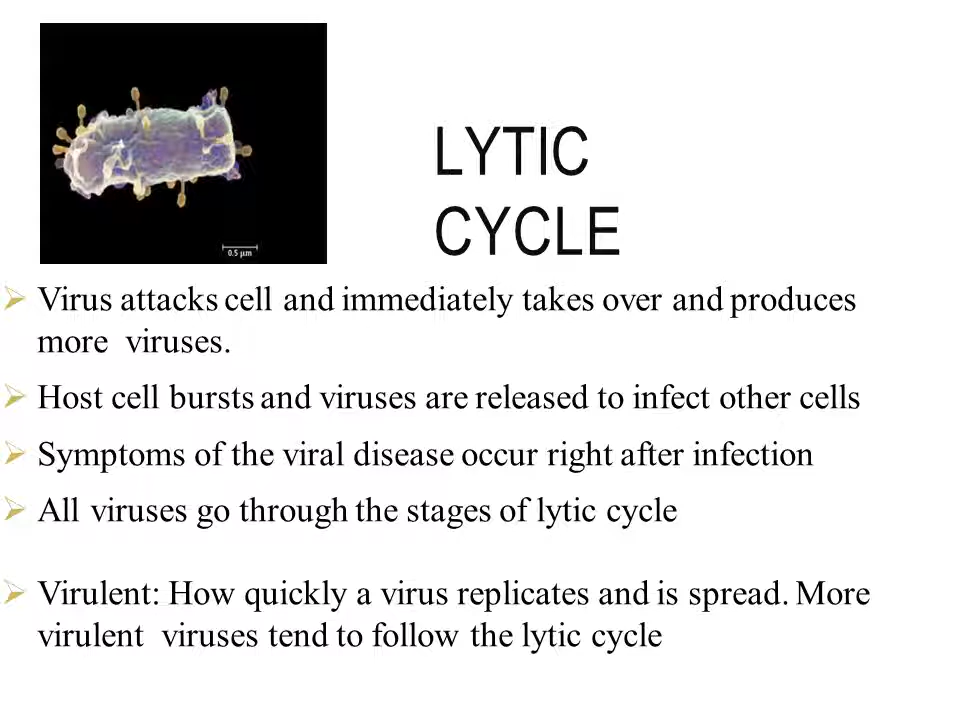 0.5 µm
LYTIC
CYCLE
Virus attacks cell and immediately takes over and produces
more viruses.
Host cell bursts and viruses are released to infect other cells
Symptoms of the viral disease occur right after infection
All viruses go through the stages of lytic cycle
Virulent: How quickly a virus replicates and is spread. More
virulent viruses tend to follow the lytic cycle